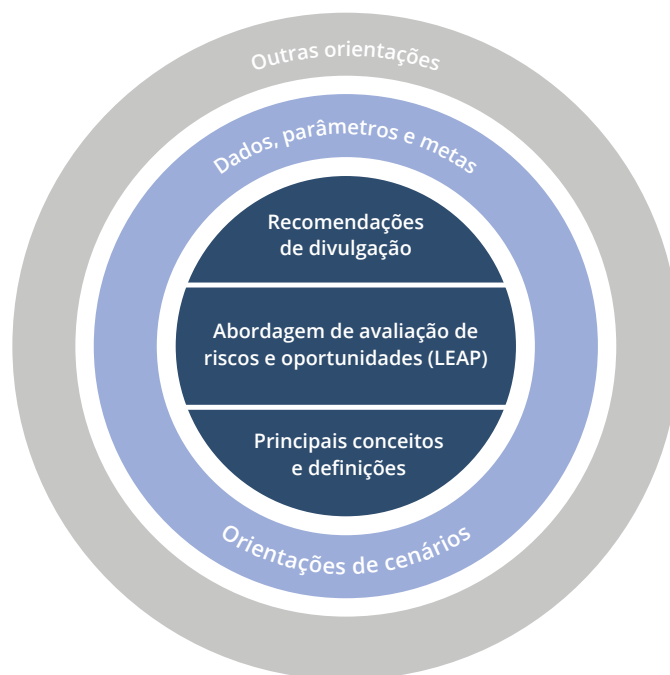 Outras orientações
Dados, parâmetros e metas
Recomendações
de divulgação
Abordagem de avaliação de
riscos e oportunidades (LEAP)
Principais conceitos
e definições
Orientações de cenários